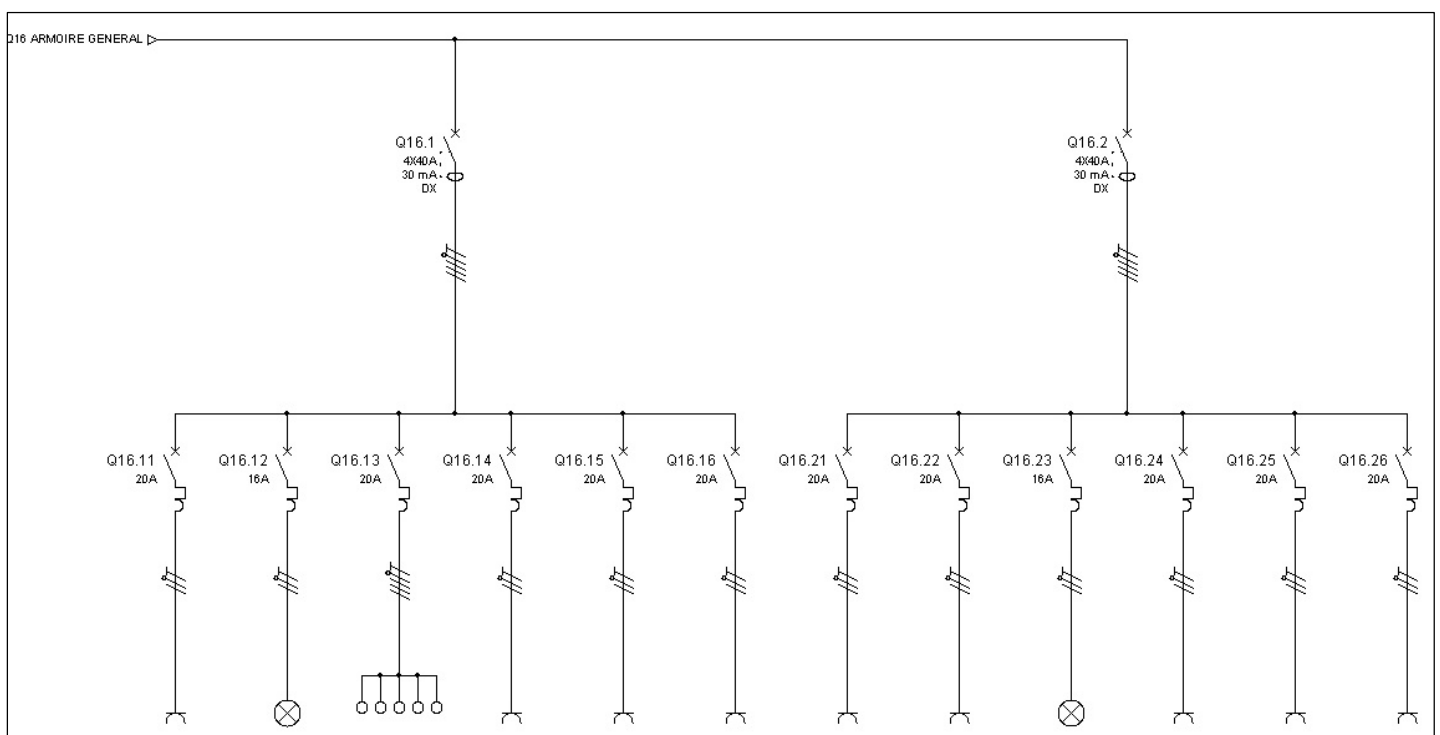 Q16 ARMOIRE GENERAL
Q16.1
4X40A
30 mA
DX
Q16.2
4X40A
30 mA
DX
Q16.11
20A
Q16.12
16A
Q16.13
20A
Q16.14
20A
Q16.15
20A
Q16.16
20A
Q16.21
20A
Q16.22
20A
Q16.23
16A
Q16.24
20A
Q16.25
20A
Q16.26
20A